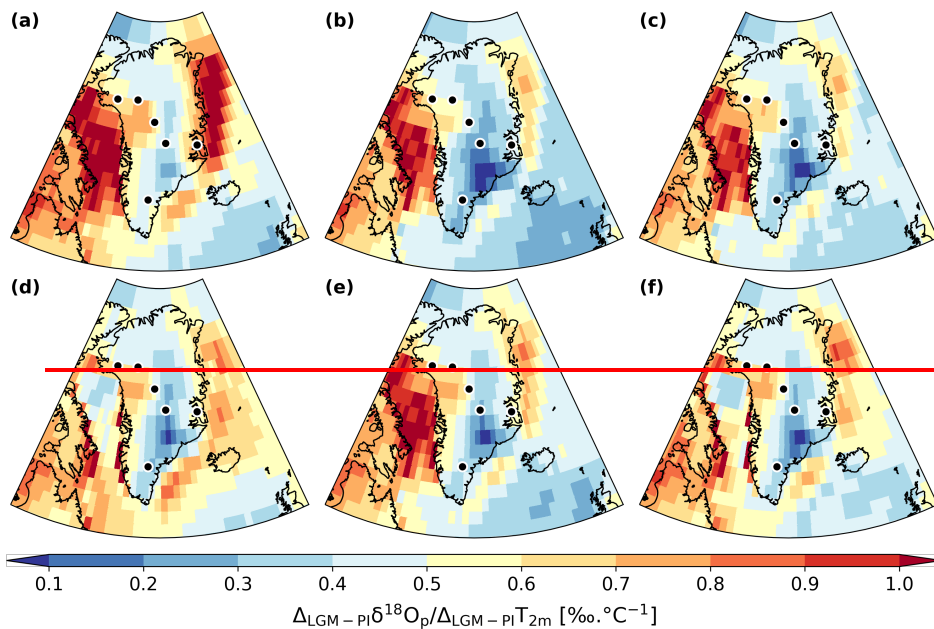 (a) (b) (c)
(d) (e) (f)
0.1 0.2 0.3 0.4 0.5 0.6 0.7 0.8 0.9 1.0
Δ_LGM−PI δ¹⁸O_p/Δ_LGM−PI T_2m [‰.°C⁻¹]